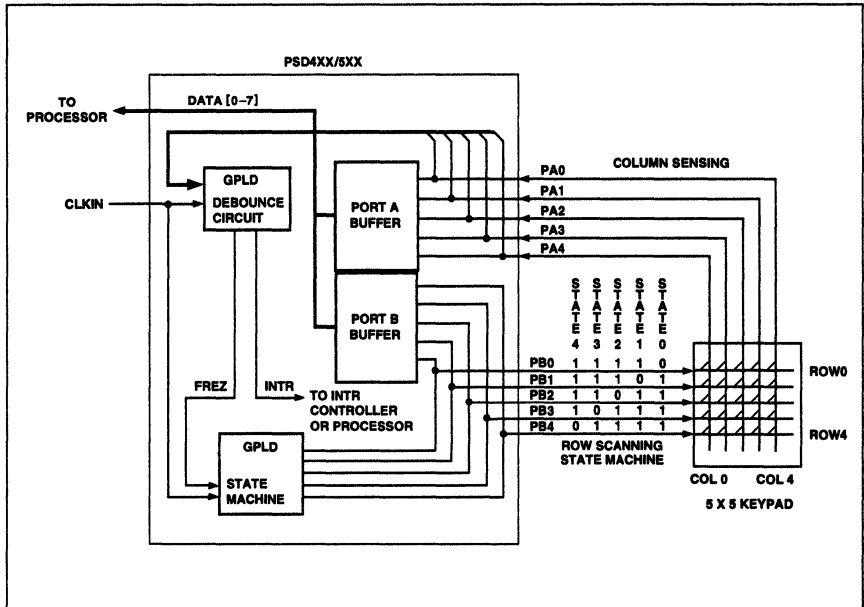 PSD4XX/5XX
TO
PROCESSOR
DATA [0–7]
GPLD
DEBOUNCE
CIRCUIT
CLKIN
PORT A
BUFFER
PORT B
BUFFER
PA0
PA1
PA2
PA3
PA4
COLUMN SENSING
STATE 4
STATE 3
STATE 2
STATE 1
STATE 0
PB0 1 1 1 1 0
PB1 1 1 1 0 1
PB2 1 1 0 1 1
PB3 1 0 1 1 1
PB4 0 1 1 1 1
ROW SCANNING
STATE MACHINE
ROW0
ROW4
COL 0 COL 4
5 X 5 KEYPAD
FREZ
INTR
TO INTR
CONTROLLER
OR PROCESSOR
GPLD
STATE
MACHINE